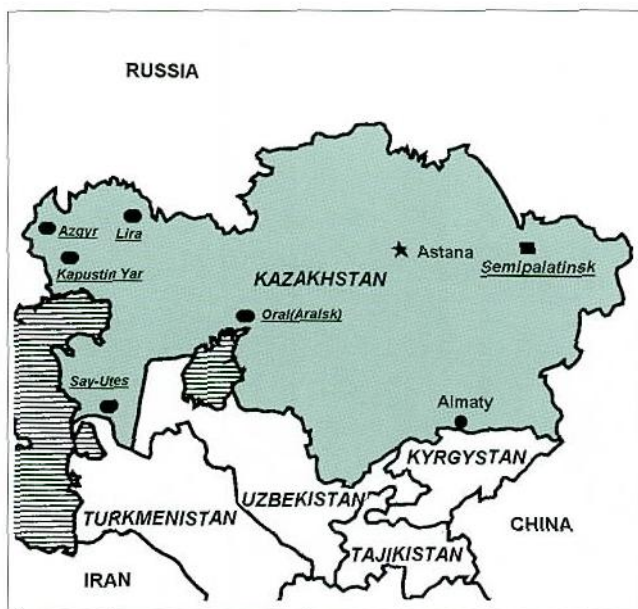 RUSSIA
Azgyr
Lira
Kapustin Yar
Astana
Semipalatinsk
KAZAKHSTAN
Oral(Aralsk)
Say-Utes
Almaty
KYRGYSTAN
UZBEKISTAN
TURKMENISTAN
CHINA
TAJIKISTAN
IRAN